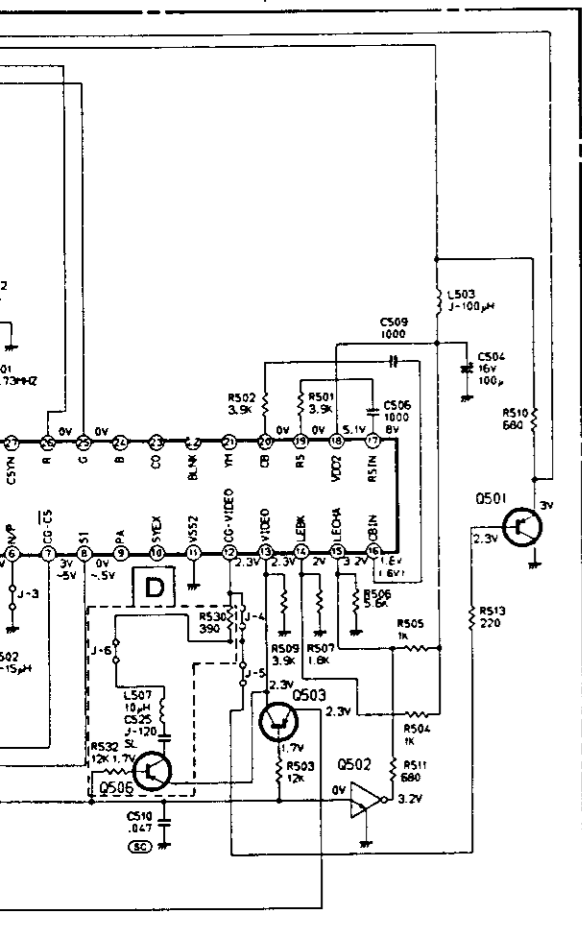 2
L503
J-100μH
C509
1000
01
.73MHZ
C504
16V
100μ
R502
3.9K
R501
3.9K
C506
1000
R510
680
0V
0V
0V
0V
5.1V
8V
27
26
25
24
23
22
21
20
19
18
17
CSYN
R
G
B
CO
BLNK
YM
CB
RS
VDD2
RSIN
Q501
3V
2.3V
N/P
CG-CS
SI
PA
SYEX
VSS2
CG-VIDEO
VIDEO
LEBK
LECHA
CBIN
6
7
8
9
10
11
12
13
14
15
16
V
3V
~5V
0V
~.5V
2.3V
2.3V
2V
3.2V
1.6V
D
J-3
R530
390
J-4
R506
5.6K
R505
1K
R513
220
502
-15μH
J-6
R509
3.9K
R507
1.8K
J-5
L507
10μH
C525
J-120
SL
2.3V
Q503
2.3V
R504
1K
R532
12K
1.7V
1.7V
R503
12K
Q502
R511
680
Q506
0V
3.2V
C510
.047
SC